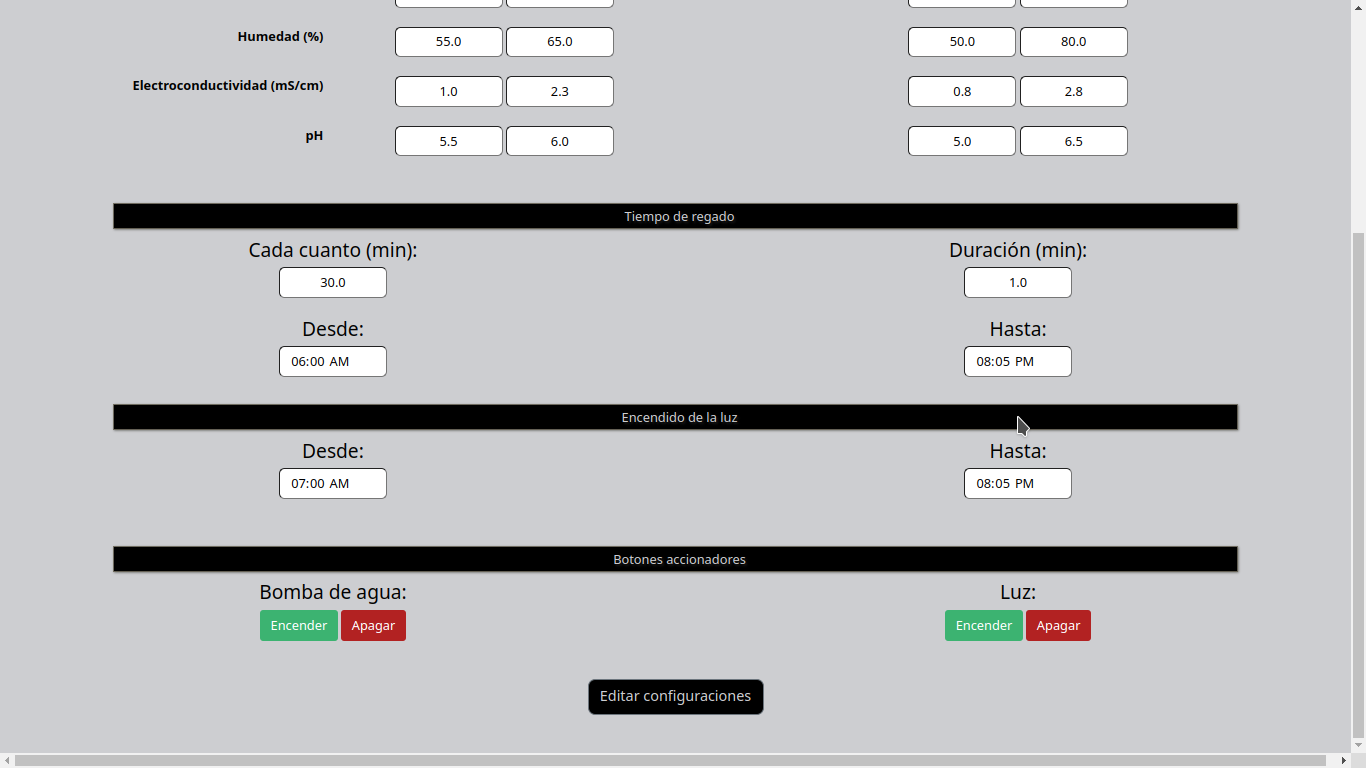 Humedad (%) 55.0 65.0 50.0 80.0
Electroconductividad (mS/cm) 1.0 2.3 0.8 2.8
pH 5.5 6.0 5.0 6.5
Tiempo de regado
Cada cuanto (min): Duración (min):
30.0 1.0
Desde: Hasta:
06:00 AM 08:05 PM
Encendido de la luz
Desde: Hasta:
07:00 AM 08:05 PM
Botones accionadores
Bomba de agua: Luz:
Encender Apagar Encender Apagar
Editar configuraciones